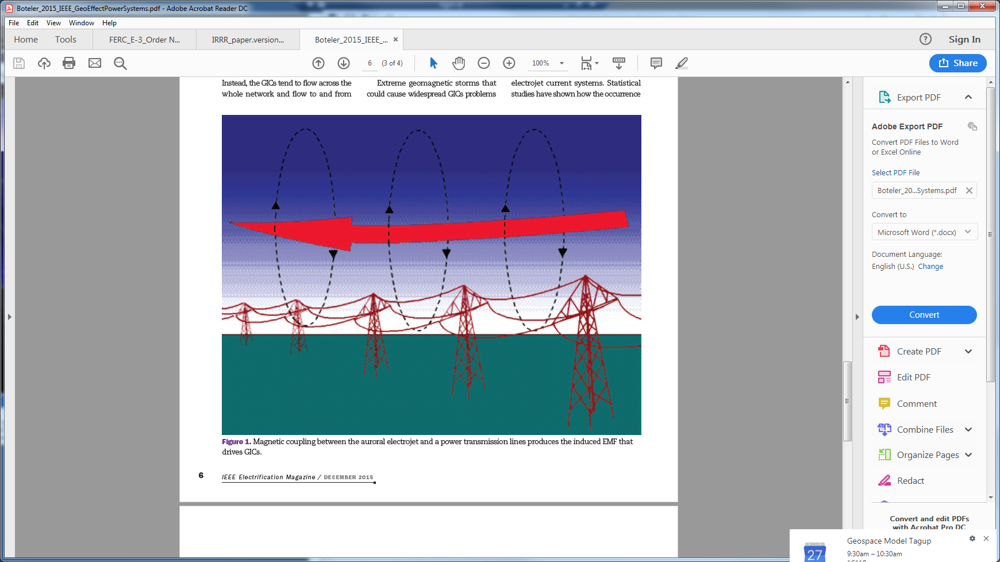 Boteler_2015_IEEE_GeoEffectPowerSystems.pdf - Adobe Acrobat Reader DC
File Edit View Window Help
Home Tools FERC_E-3_Order N... IRRR_paper.version... Boteler_2015_IEEE_... Sign In
6 (3 of 4) 100% Share
Instead, the GICs tend to flow across the
whole network and flow to and from
Extreme geomagnetic storms that
could cause widespread GICs problems
electrojet current systems. Statistical
studies have shown how the occurrence
Figure 1. Magnetic coupling between the auroral electrojet and a power transmission lines produces the induced EMF that
drives GICs.
6 IEEE Electrification Magazine / DECEMBER 2015
Export PDF
Adobe Export PDF
Convert PDF Files to Word
or Excel Online
Select PDF File
Boteler_20...Systems.pdf
Convert to
Microsoft Word (*.docx)
Document Language:
English (U.S.) Change
Convert
Create PDF
Edit PDF
Comment
Combine Files
Organize Pages
Redact
Convert and edit PDFs
with Acrobat Pro DC
Geospace Model Tagup
27 9:30am – 10:30am